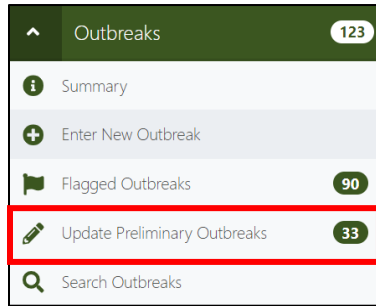 Outbreaks 123
Summary
Enter New Outbreak
Flagged Outbreaks 90
Update Preliminary Outbreaks 33
Search Outbreaks